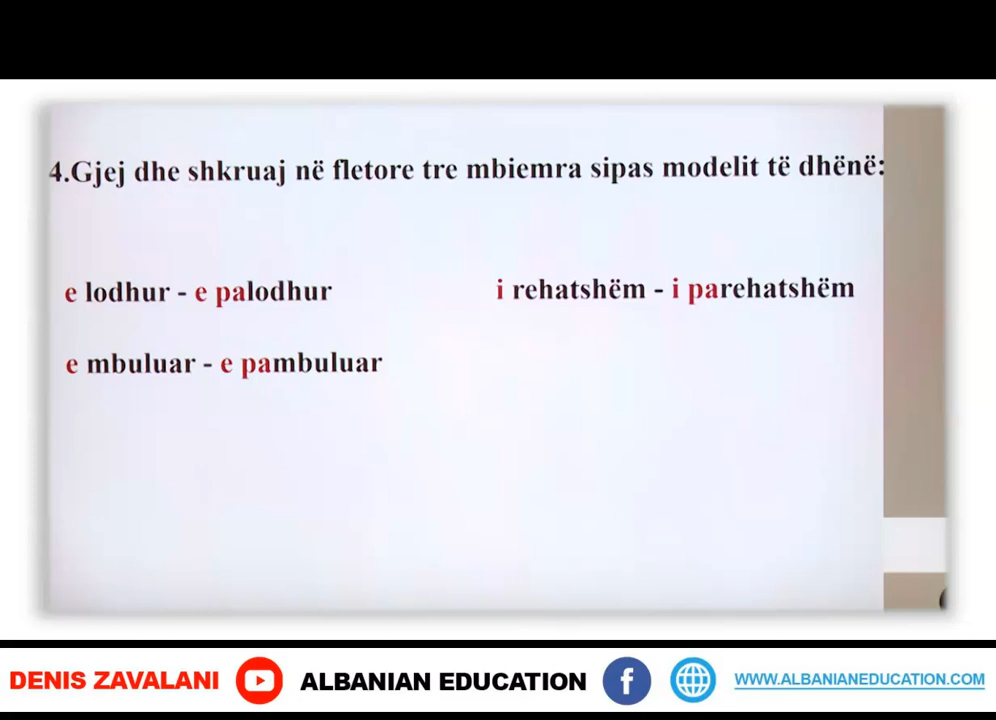 4.Gjej dhe shkruaj në fletore tre mbiemra sipas modelit të dhënë:
e lodhur - e palodhur
i rehatshëm - i parehatshëm
e mbuluar - e pambuluar
DENIS ZAVALANI
ALBANIAN EDUCATION
WWW.ALBANIANEDUCATION.COM